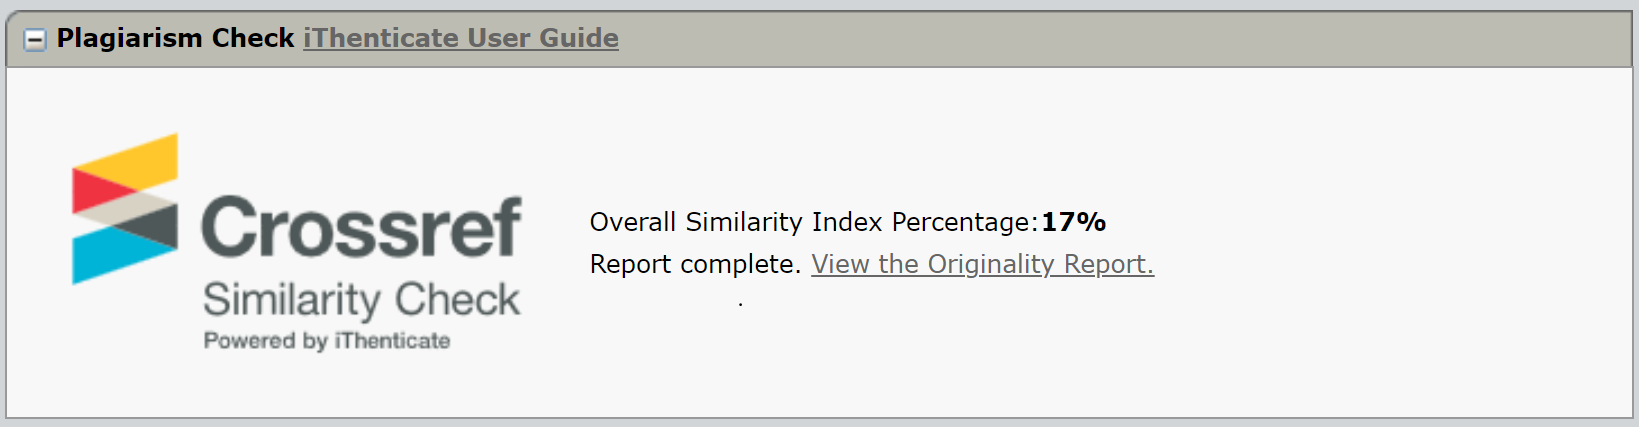 Plagiarism Check iThenticate User Guide
Crossref
Similarity Check
Powered by iThenticate
Overall Similarity Index Percentage:17%
Report complete. View the Originality Report.
.